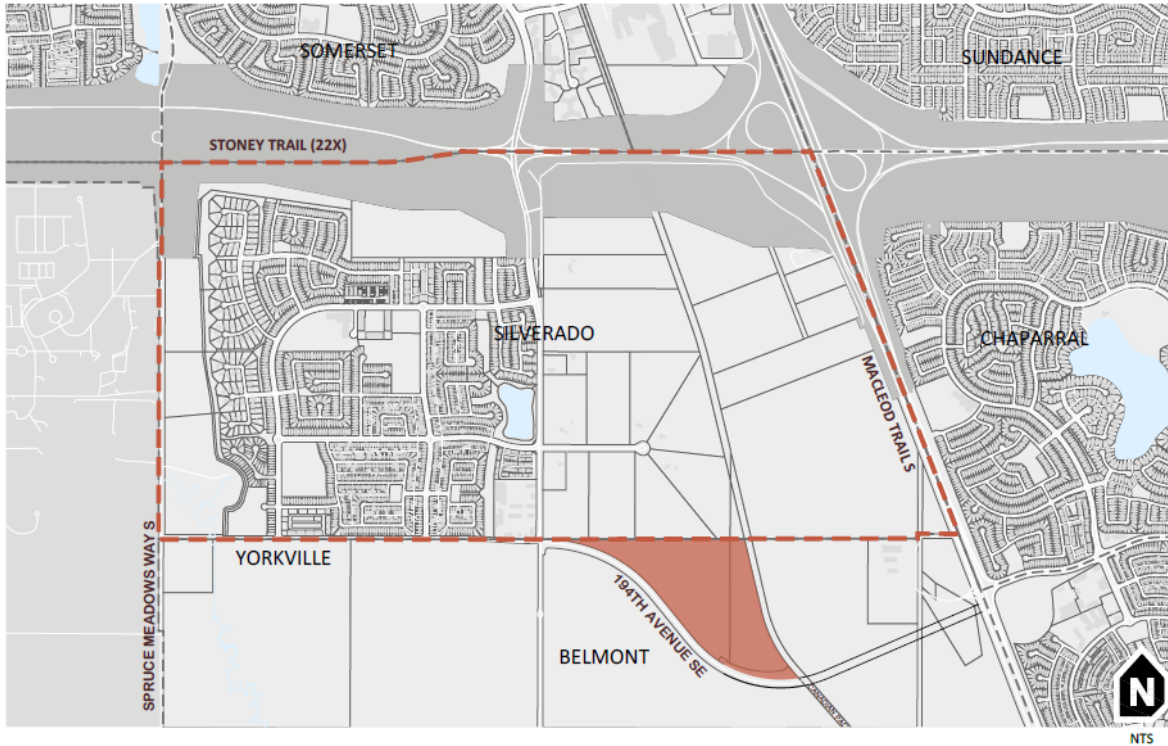 SOMERSET
SUNDANCE
STONEY TRAIL (22X)
SILVERADO
CHAPARRAL
MACLEOD TRAIL S
SPRUCE MEADOWS WAY S
YORKVILLE
194TH AVENUE SE
BELMONT
N
NTS